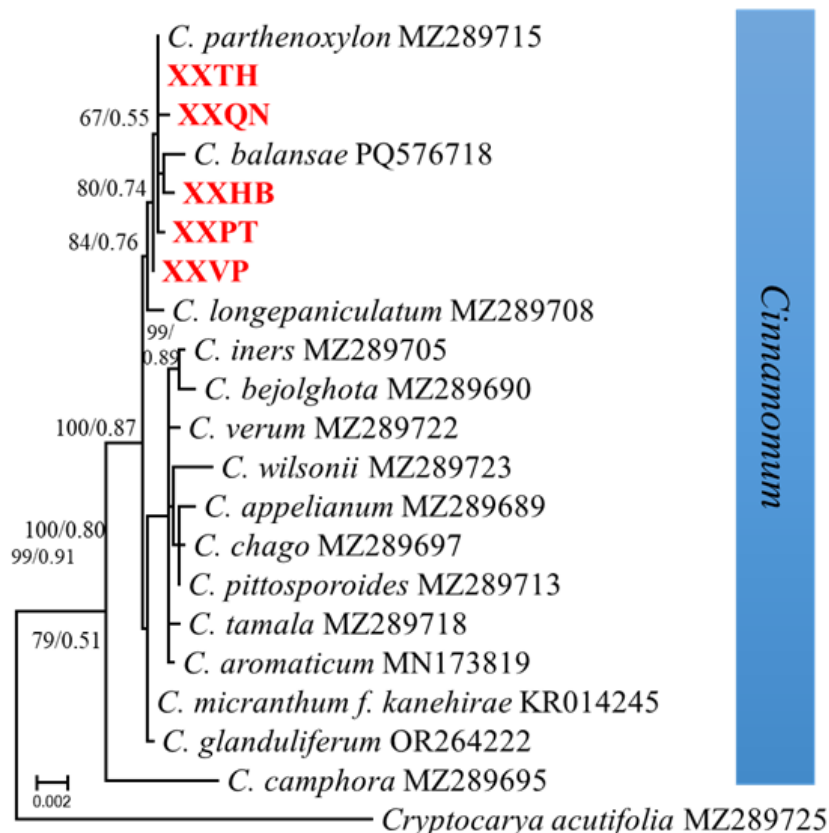 C. parthenoxylon MZ289715
XXTH
67/0.55
XXQN
C. balansae PQ576718
80/0.74
XXHB
84/0.76
XXPT
XXVP
C. longepaniculatum MZ289708
99/
0.89
C. iners MZ289705
C. bejolghota MZ289690
100/0.87
C. verum MZ289722
C. wilsonii MZ289723
C. appelianum MZ289689
100/0.80
99/0.91
C. chago MZ289697
C. pittosporoides MZ289713
79/0.51
C. tamala MZ289718
C. aromaticum MN173819
C. micranthum f. kanehirae KR014245
C. glanduliferum OR264222
C. camphora MZ289695
0.002
Cryptocarya acutifolia MZ289725
Cinnamomum